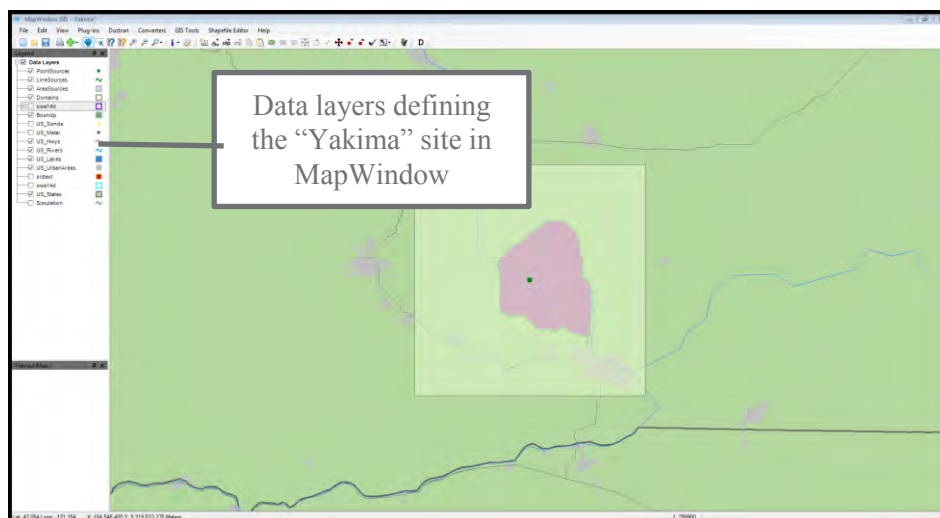 MapWindow GIS - Yakima*
File Edit View Plug-ins Dustran Converters GIS Tools Shapefile Editor Help
D
Legend
Data Layers
PointSources
LineSources
AreaSources
Domains
Data layers defining
the “Yakima” site in
MapWindow
US_Sonde
US_Metar
US_Hwys
US_Rivers
US_Lakes
US_UrbanAreas
US_States
Simulation